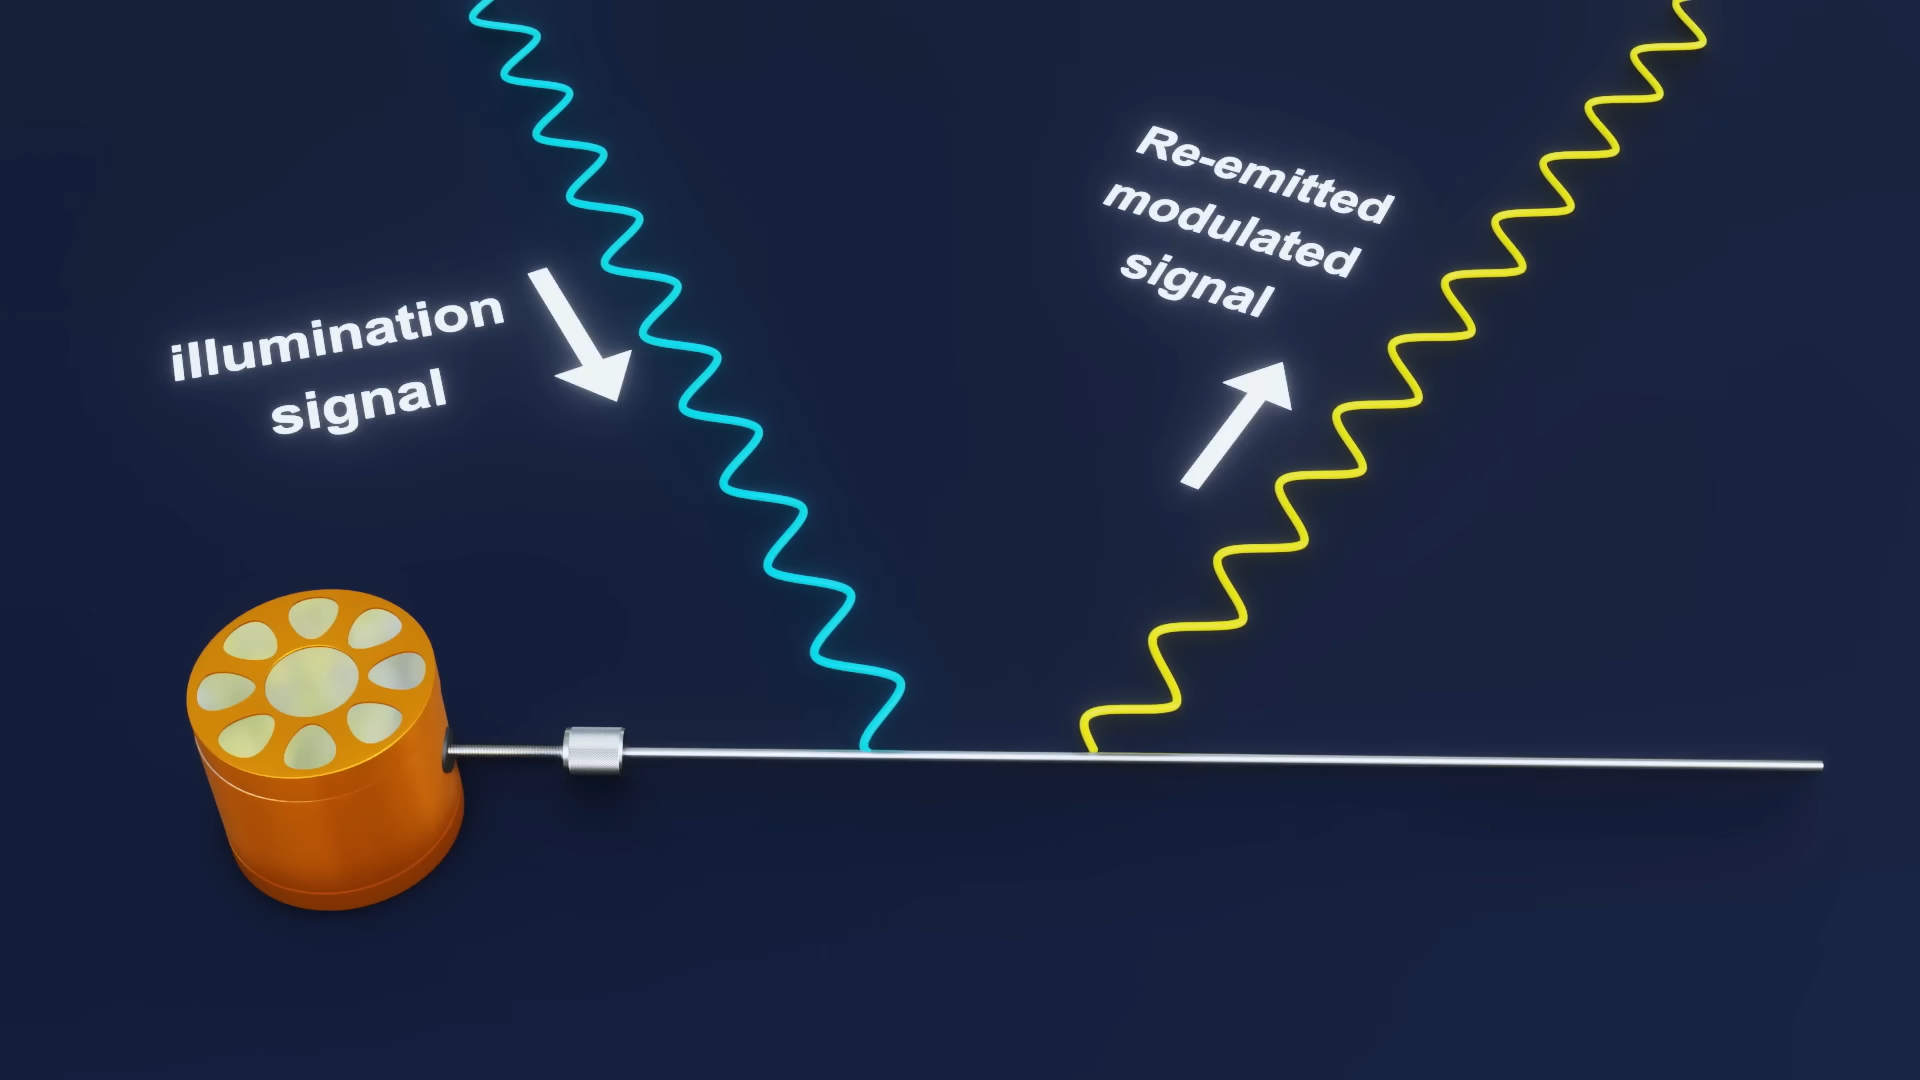 illumination
signal
Re-emitted
modulated
signal